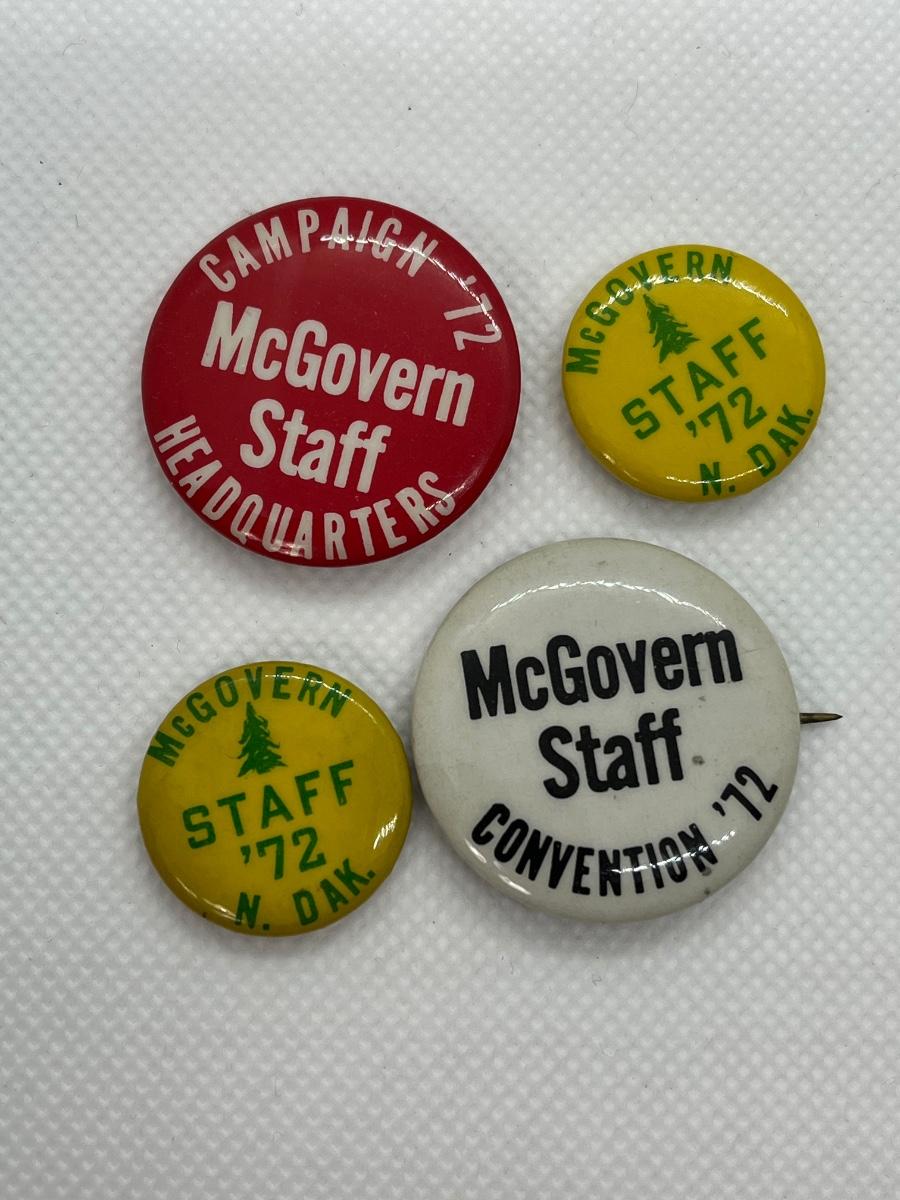 CAMPAIGN '72
McGovern
Staff
HEADQUARTERS
McGOVERN
STAFF
'72
N. DAK.
McGOVERN
STAFF
'72
N. DAK.
McGovern
Staff
CONVENTION '72